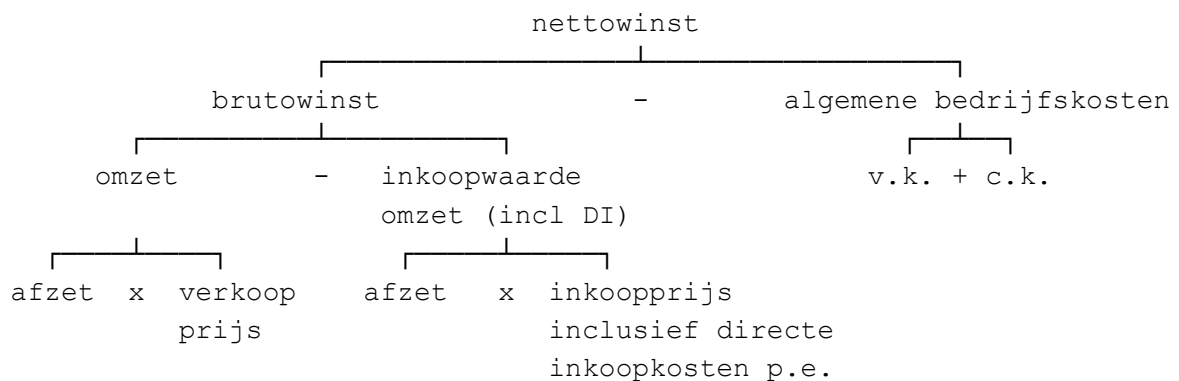 nettowinst
brutowinst - algemene bedrijfskosten
omzet - inkoopwaarde v.k. + c.k.
omzet (incl DI)
afzet x verkoop afzet x inkoopprijs
prijs inclusief directe
inkoopkosten p.e.